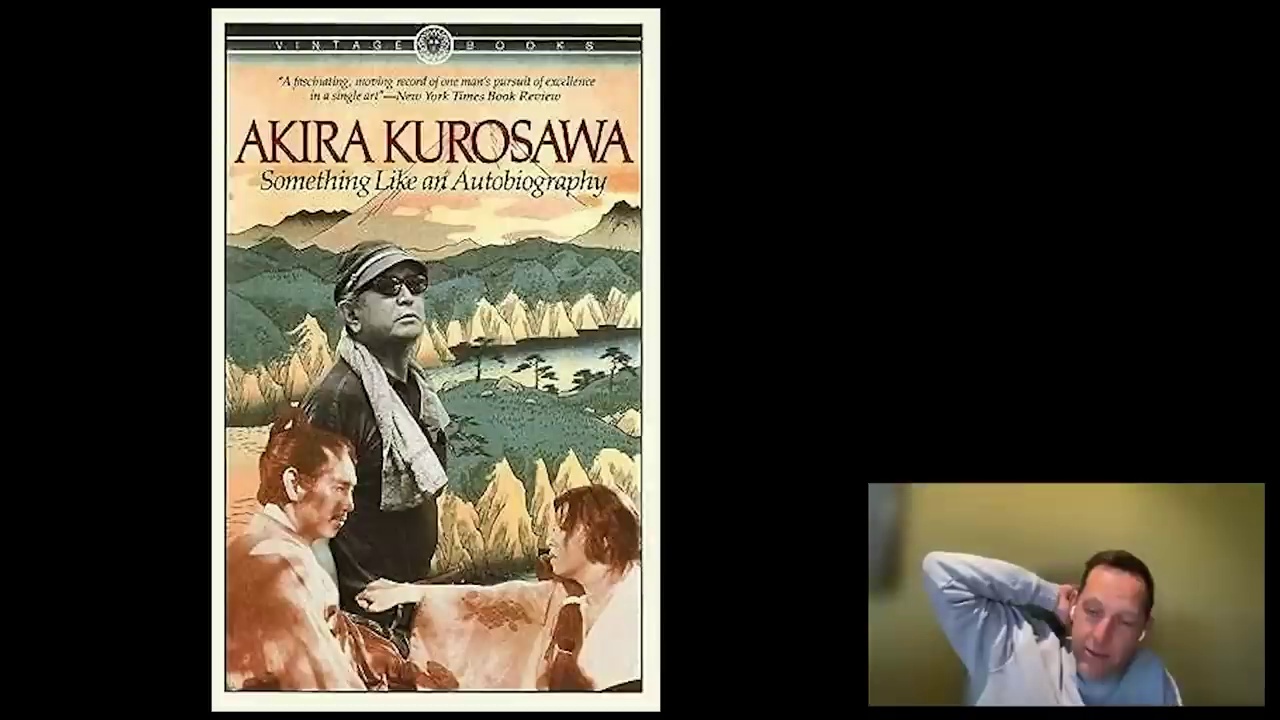 VINTAGE BOOKS
"A fascinating, moving record of one man's pursuit of excellence
in a single art"—New York Times Book Review
AKIRA KUROSAWA
Something Like an Autobiography